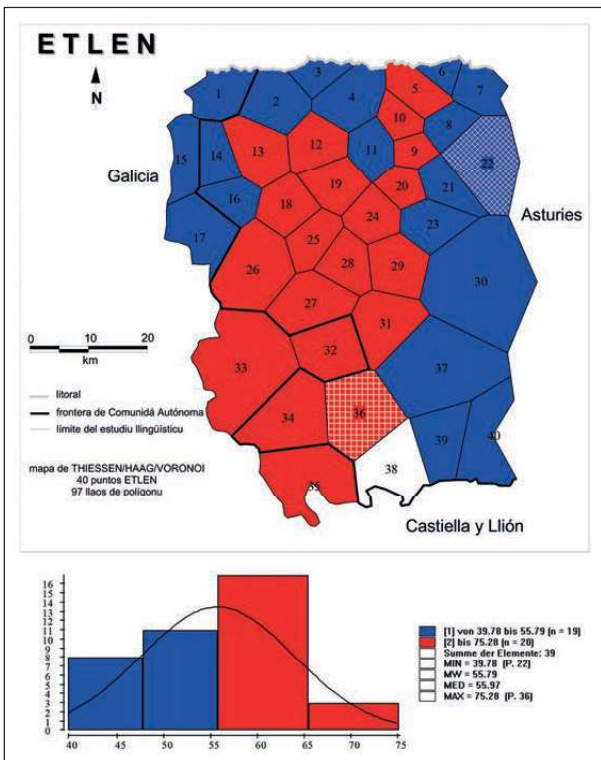 ETLEN
N
3
6
1
2
4
5
7
10
8
15
14
13
12
11
9
22
Galicia
16
19
20
21
18
24
Asturies
17
25
23
26
28
29
30
27
31
0 10 20
km
32
33
37
litoral
frontera de Comunidá Autónoma
límite del estudiu llingüísticu
34
36
39
40
38
mapa de THIESSEN/HAAG/VORONOI
40 puntos ETLEN
97 llaos de polígonu
35
Castiella y Llión
16
15
14
13
12
11
10
9
8
7
6
5
4
3
2
1
0
40 45 50 55 60 65 70 75
[1] von 39.78 bis 55.79 (n = 19)
[2] bis 75.28 (n = 20)
Summe der Elemente: 39
MIN = 39.78 (P. 22)
MW = 55.79
MED = 55.97
MAX = 75.28 (P. 36)